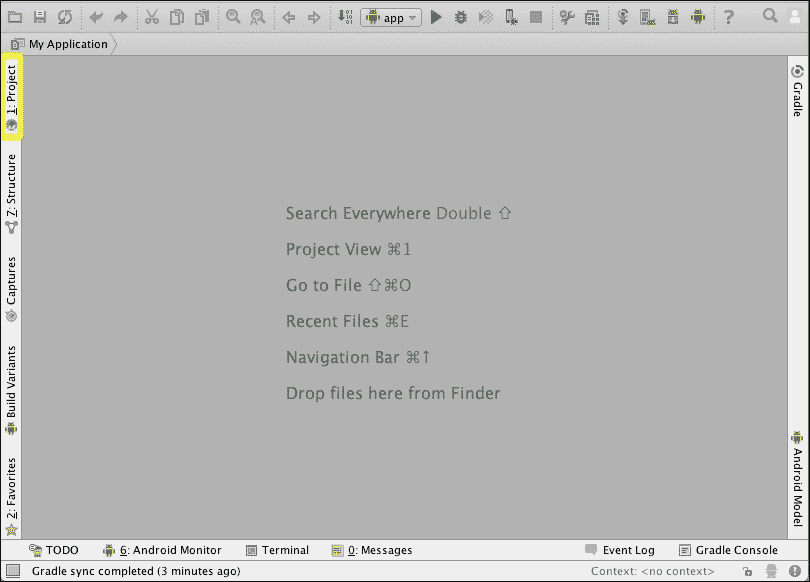 app
My Application
1: Project
Z: Structure
Captures
Build Variants
2: Favorites
Search Everywhere Double ⇧
Project View ⌘1
Go to File ⇧⌘O
Recent Files ⌘E
Navigation Bar ⌘↑
Drop files here from Finder
Gradle
Android Model
TODO
6: Android Monitor
Terminal
0: Messages
Event Log
Gradle Console
Gradle sync completed (3 minutes ago)
Context: <no context>